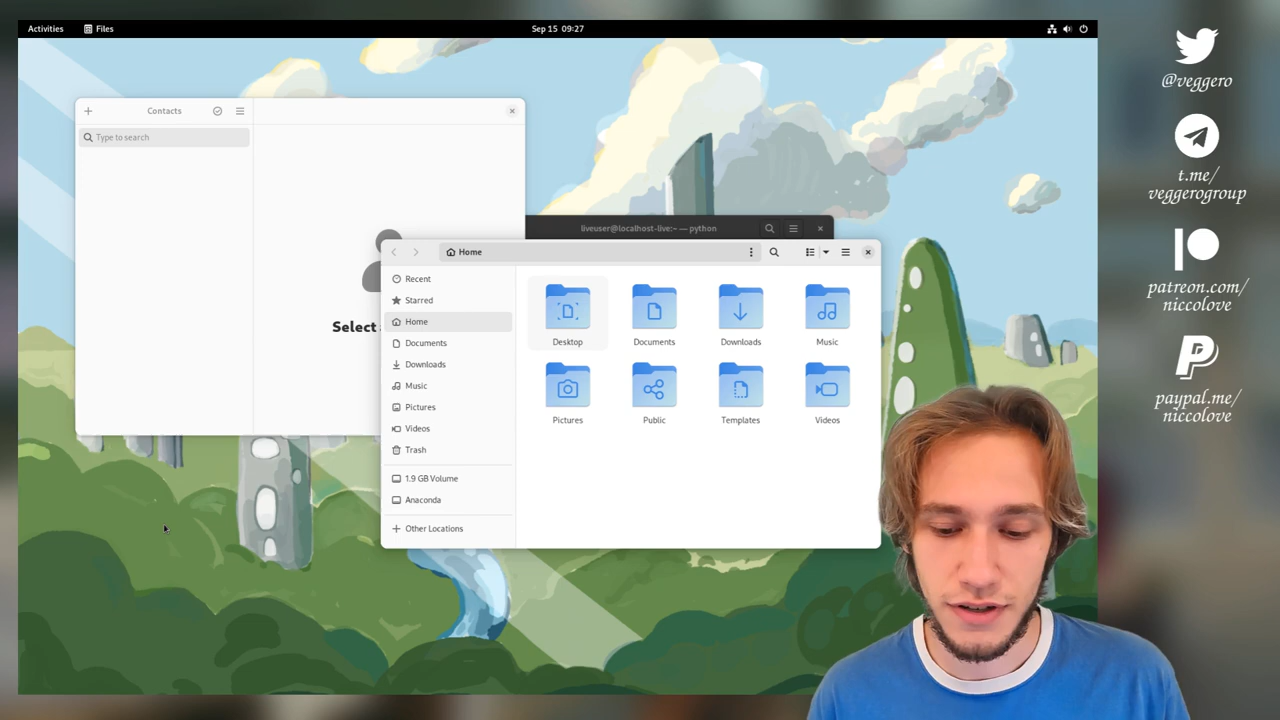 Activities
Files
Sep 15 09:27
Contacts
Type to search
Select
liveuser@localhost-live:~ — python
Home
Recent
Starred
Home
Documents
Downloads
Music
Pictures
Videos
Trash
1.9 GB Volume
Anaconda
Other Locations
Desktop
Documents
Downloads
Music
Pictures
Public
Templates
Videos
@veggero
t.me/
veggerogroup
patreon.com/
niccolove
paypal.me/
niccolove